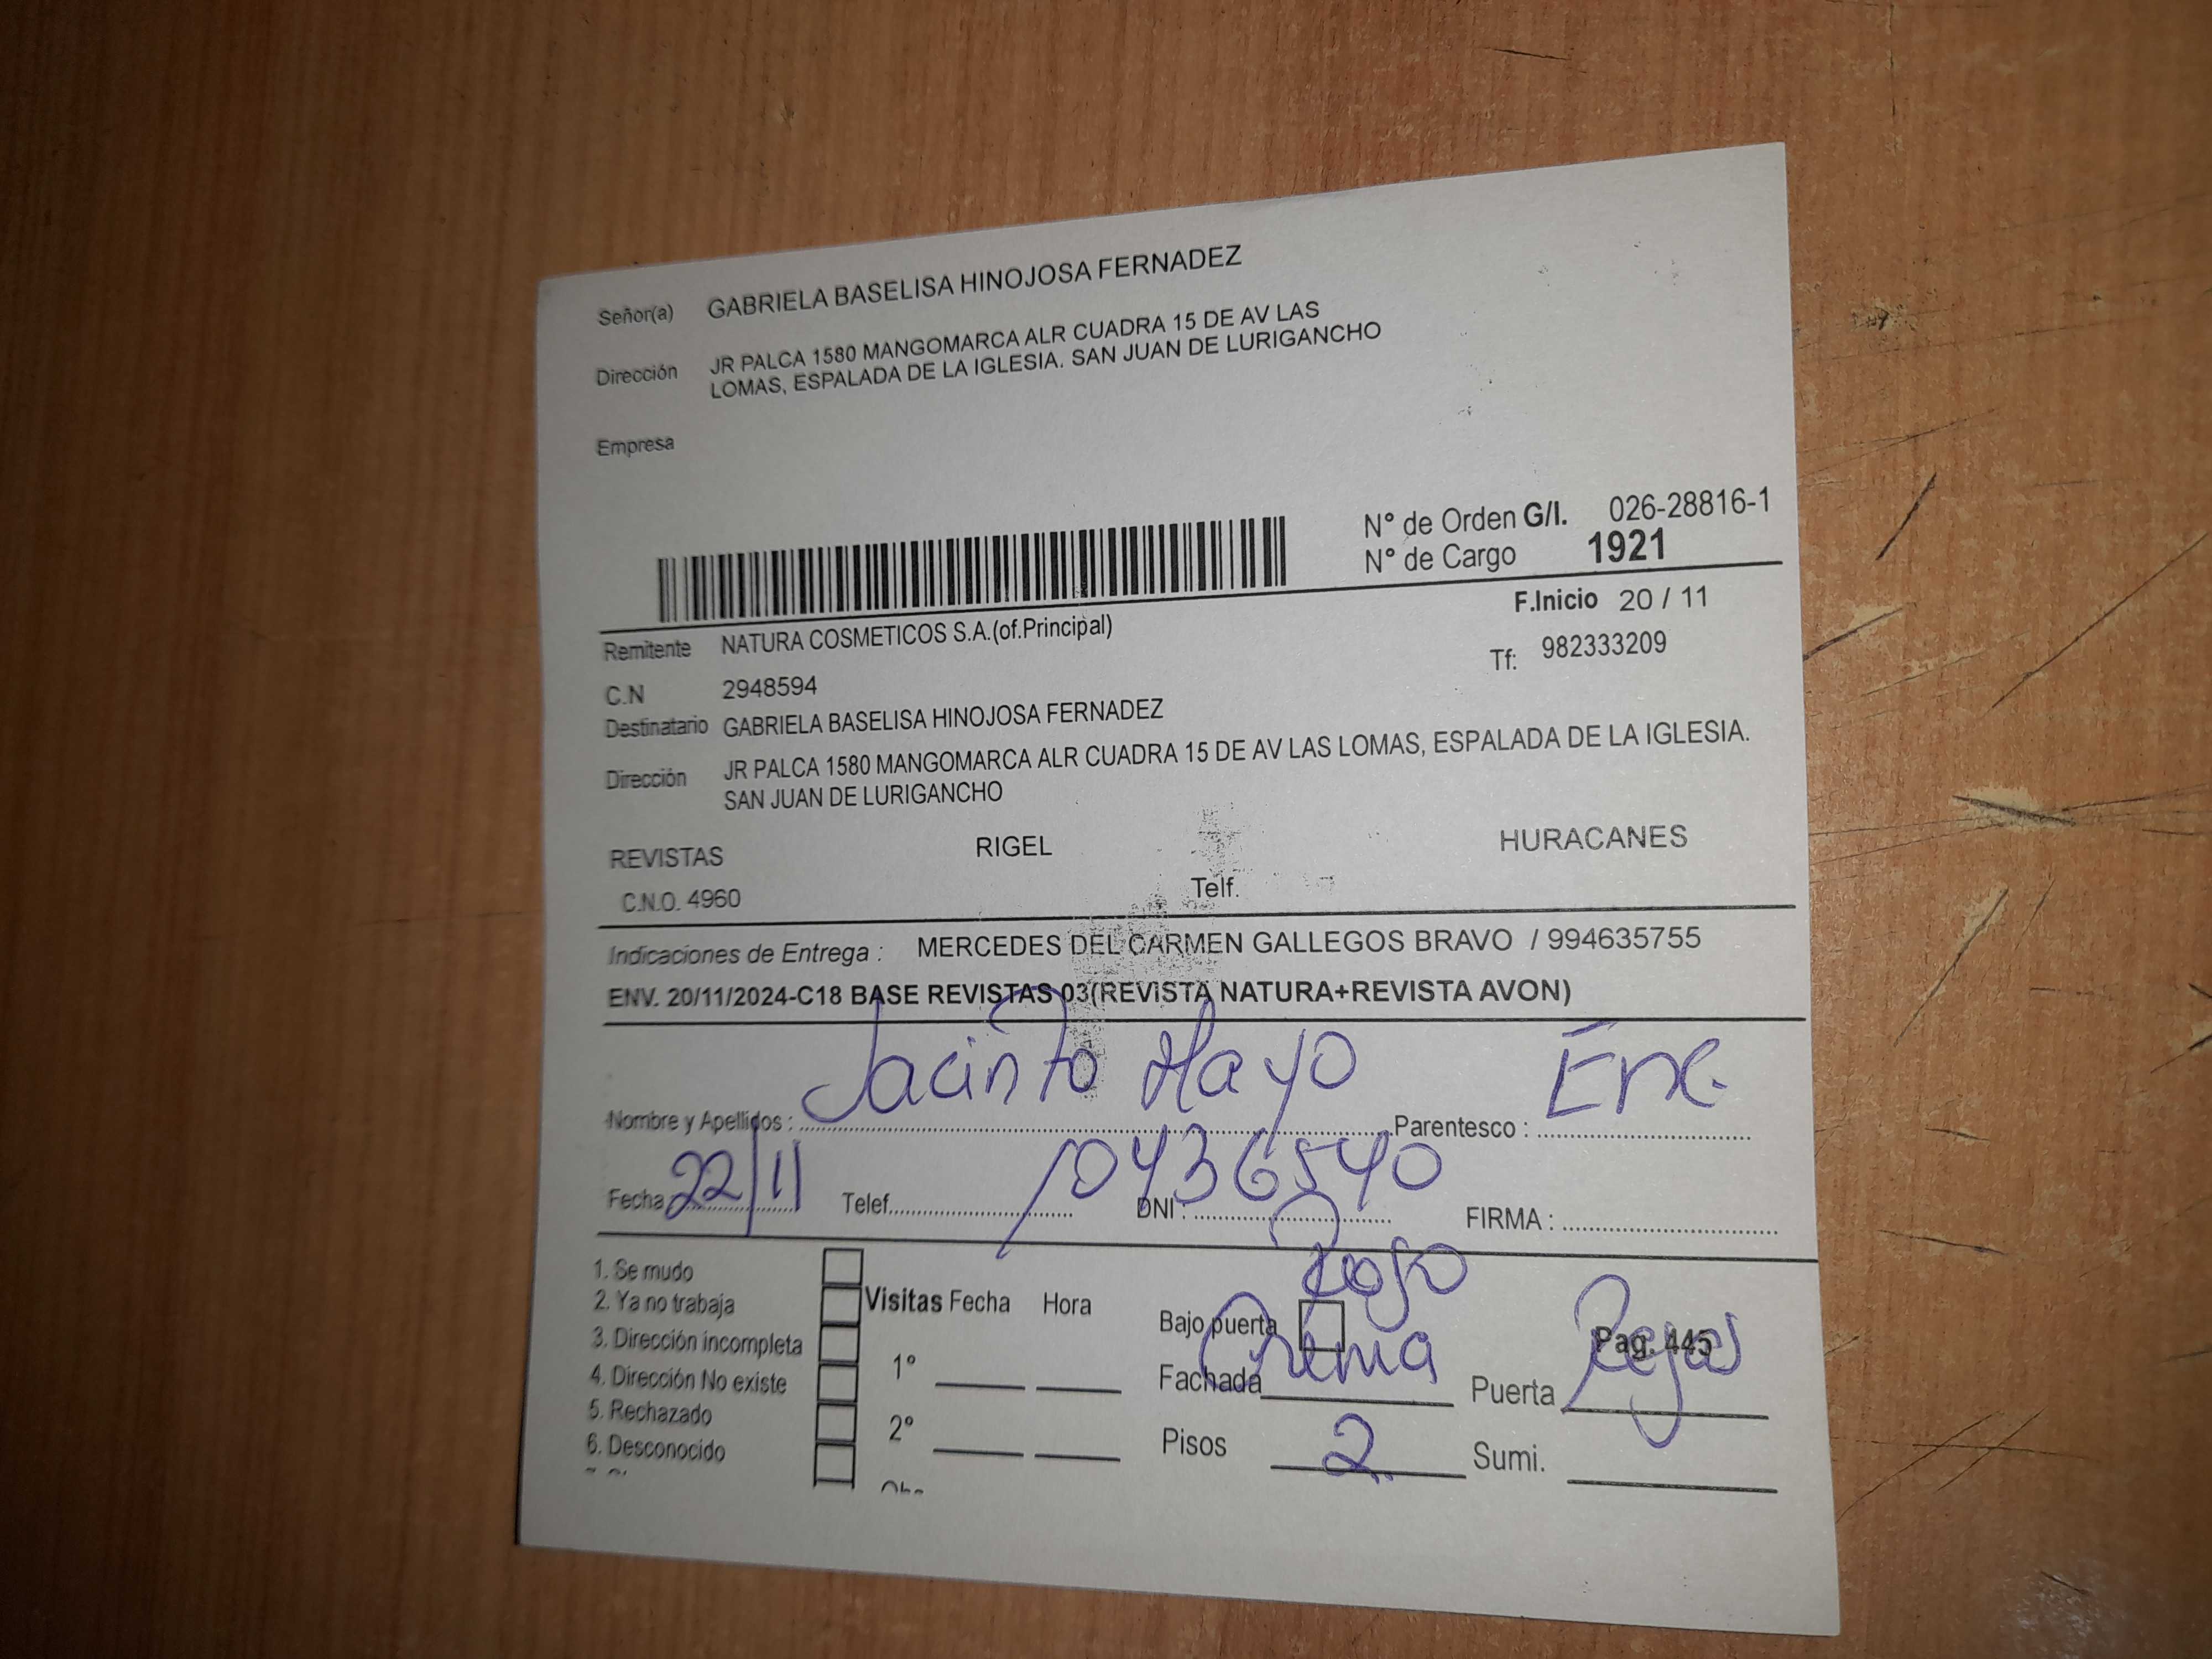 Señor(a) GABRIELA BASELISA HINOJOSA FERNADEZ
Dirección JR PALCA 1580 MANGOMARCA ALR CUADRA 15 DE AV LAS
LOMAS, ESPALADA DE LA IGLESIA. SAN JUAN DE LURIGANCHO
Empresa
N° de Orden G/I. 026-28816-1
N° de Cargo 1921
F.Inicio 20 / 11
Remitente NATURA COSMETICOS S.A.(of.Principal)
Tf: 982333209
C.N 2948594
Destinatario GABRIELA BASELISA HINOJOSA FERNADEZ
Dirección JR PALCA 1580 MANGOMARCA ALR CUADRA 15 DE AV LAS LOMAS, ESPALADA DE LA IGLESIA.
SAN JUAN DE LURIGANCHO
REVISTAS RIGEL HURACANES
C.N.O. 4960 Telf.
Indicaciones de Entrega : MERCEDES DEL CARMEN GALLEGOS BRAVO / 994635755
ENV. 20/11/2024-C18 BASE REVISTAS 03(REVISTA NATURA+REVISTA AVON)
Nombre y Apellidos : Jacinto Mayo Parentesco : Enc
Fecha 22/11 Telef. DNI : 10436540 FIRMA :
Rojo
1. Se mudo
2. Ya no trabaja Visitas Fecha Hora
3. Dirección incompleta Bajo puerta Pag. 445
4. Dirección No existe 1° Fachada Crema Puerta Rejas
5. Rechazado 2°
6. Desconocido Pisos 2 Sumi.